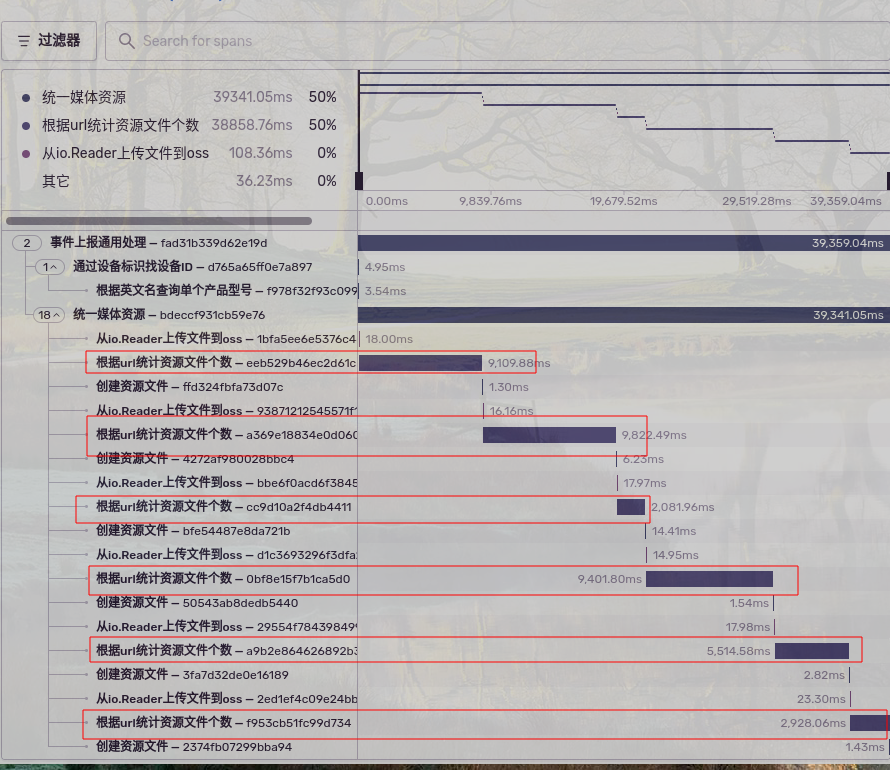 过滤器 Search for spans
统一媒体资源 39341.05ms 50%
根据url统计资源文件个数 38858.76ms 50%
从io.Reader上传文件到oss 108.36ms 0%
其它 36.23ms 0%
0.00ms 9,839.76ms 19,679.52ms 29,519.28ms 39,359.04ms
2 事件上报通用处理 — fad31b339d62e19d 39,359.04ms
1 通过设备标识找设备ID — d765a65ff0e7a897 4.95ms
根据英文名查询单个产品型号 — f978f32f93c099 3.54ms
18 统一媒体资源 — bdeccf931cb59e76 39,341.05ms
从io.Reader上传文件到oss — 1bfa5ee6e5376c4 18.00ms
根据url统计资源文件个数 — eeb529b46ec2d61c 9,109.88ms
创建资源文件 — ffd324fbfa73d07c 1.30ms
从io.Reader上传文件到oss — 93871212545571f 16.16ms
根据url统计资源文件个数 — a369e18834e0d060 9,822.49ms
创建资源文件 — 4272af980028bbc4 6.23ms
从io.Reader上传文件到oss — bbe6f0acd6f3845 17.97ms
根据url统计资源文件个数 — cc9d10a2f4db4411 2,081.96ms
创建资源文件 — bfe54487e8da721b 14.41ms
从io.Reader上传文件到oss — d1c3693296f3dfa 14.95ms
根据url统计资源文件个数 — 0bf8e15f7b1ca5d0 9,401.80ms
创建资源文件 — 50543ab8dedb5440 1.54ms
从io.Reader上传文件到oss — 29554f78439849 17.98ms
根据url统计资源文件个数 — a9b2e864626892b3 5,514.58ms
创建资源文件 — 3fa7d32de0e16189 2.82ms
从io.Reader上传文件到oss — 2ed1ef4c09e24bb 23.30ms
根据url统计资源文件个数 — f953cb51fc99d734 2,928.06ms
创建资源文件 — 2374fb07299bba94 1.43ms